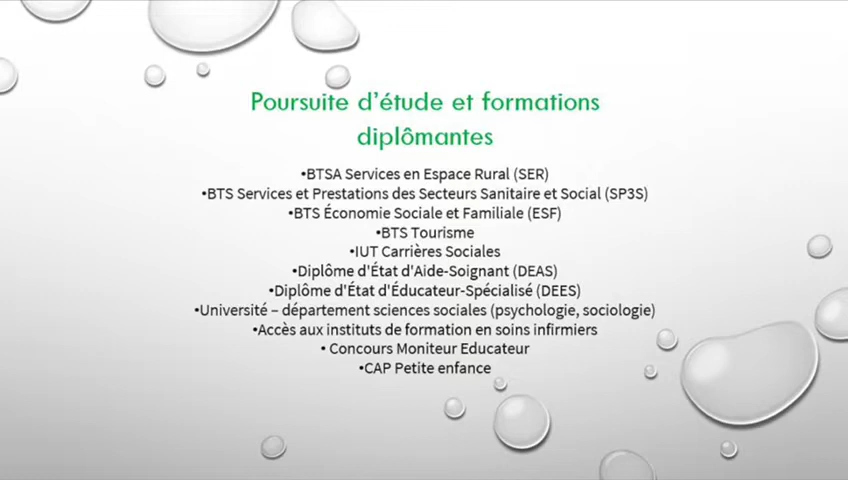 Poursuite d'étude et formations
diplômantes
•BTSA Services en Espace Rural (SER)
•BTS Services et Prestations des Secteurs Sanitaire et Social (SP3S)
•BTS Économie Sociale et Familiale (ESF)
•BTS Tourisme
•IUT Carrières Sociales
•Diplôme d'État d'Aide-Soignant (DEAS)
•Diplôme d'État d'Éducateur-Spécialisé (DEES)
•Université – département sciences sociales (psychologie, sociologie)
•Accès aux instituts de formation en soins infirmiers
• Concours Moniteur Educateur
•CAP Petite enfance